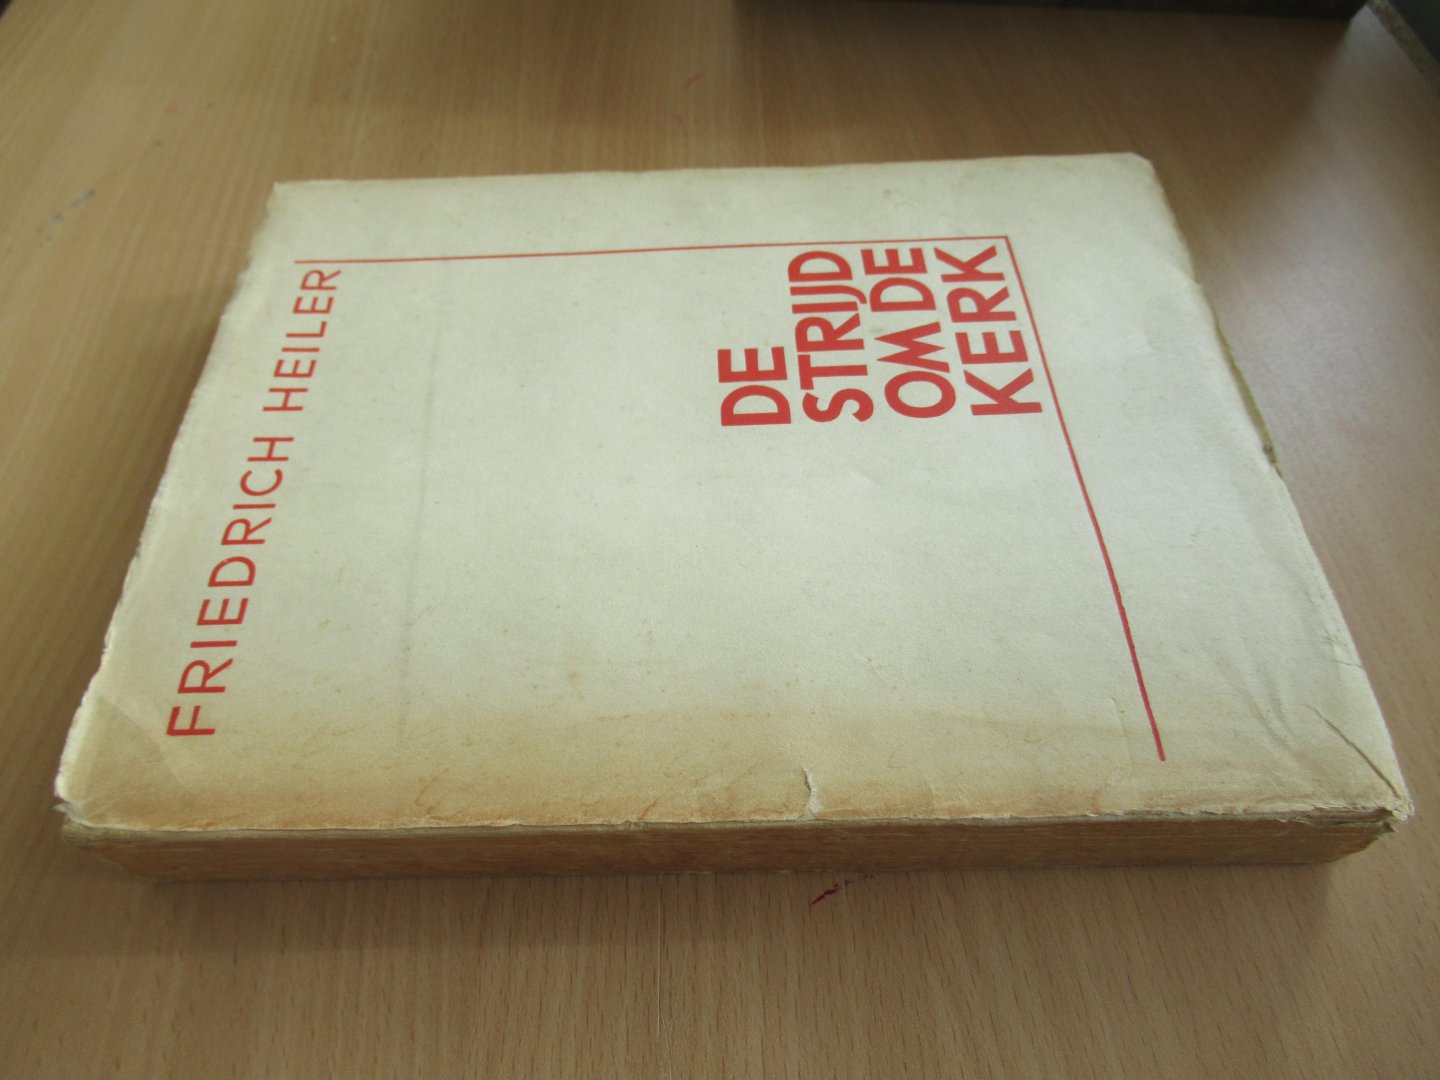 FRIEDRICH HEILER
DE
STRIJD
OM DE
KERK